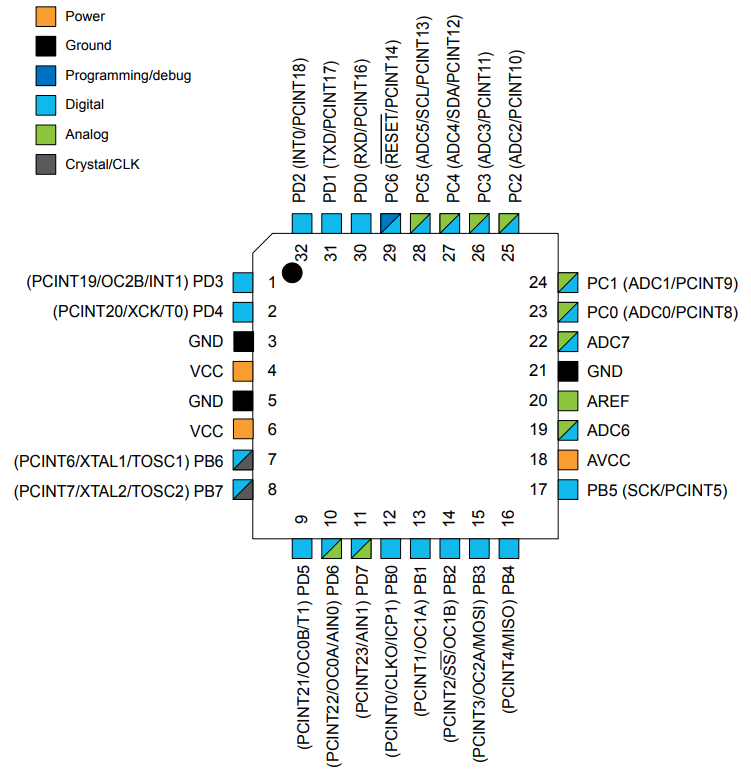 Power
Ground
Programming/debug
Digital
Analog
Crystal/CLK
PD2 (INT0/PCINT18)
PD1 (TXD/PCINT17)
PD0 (RXD/PCINT16)
PC6 (RESET/PCINT14)
PC5 (ADC5/SCL/PCINT13)
PC4 (ADC4/SDA/PCINT12)
PC3 (ADC3/PCINT11)
PC2 (ADC2/PCINT10)
32
31
30
29
28
27
26
25
(PCINT19/OC2B/INT1) PD3
1
(PCINT20/XCK/T0) PD4
2
GND
3
VCC
4
GND
5
VCC
6
(PCINT6/XTAL1/TOSC1) PB6
7
(PCINT7/XTAL2/TOSC2) PB7
8
24
PC1 (ADC1/PCINT9)
23
PC0 (ADC0/PCINT8)
22
ADC7
21
GND
20
AREF
19
ADC6
18
AVCC
17
PB5 (SCK/PCINT5)
9
10
11
12
13
14
15
16
(PCINT21/OC0B/T1) PD5
(PCINT22/OC0A/AIN0) PD6
(PCINT23/AIN1) PD7
(PCINT0/CLKO/ICP1) PB0
(PCINT1/OC1A) PB1
(PCINT2/SS/OC1B) PB2
(PCINT3/OC2A/MOSI) PB3
(PCINT4/MISO) PB4